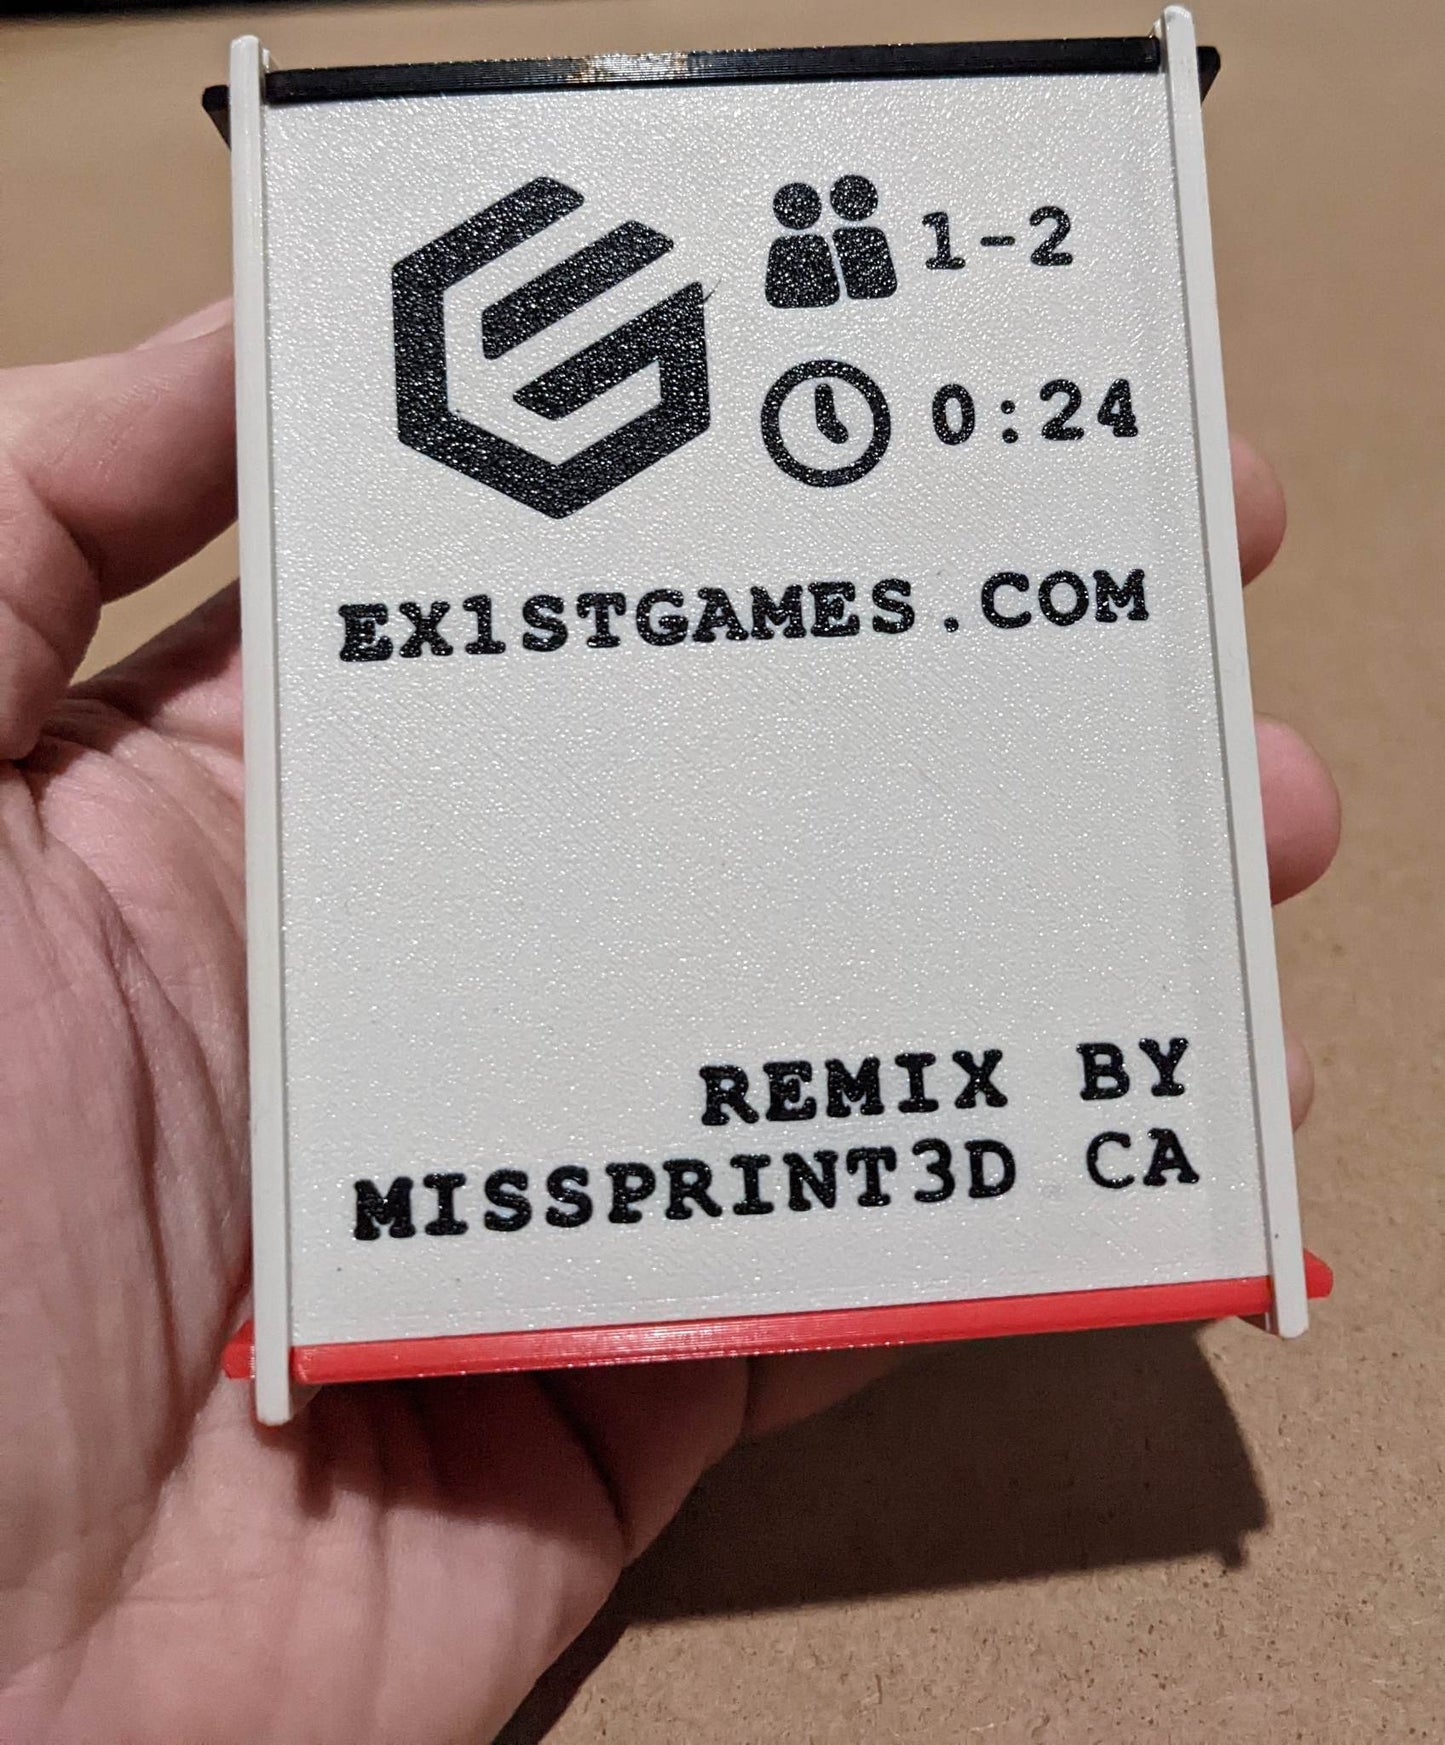 1-2
0:24
EX1STGAMES.COM
REMIX BY
MISSPRINT3D CA